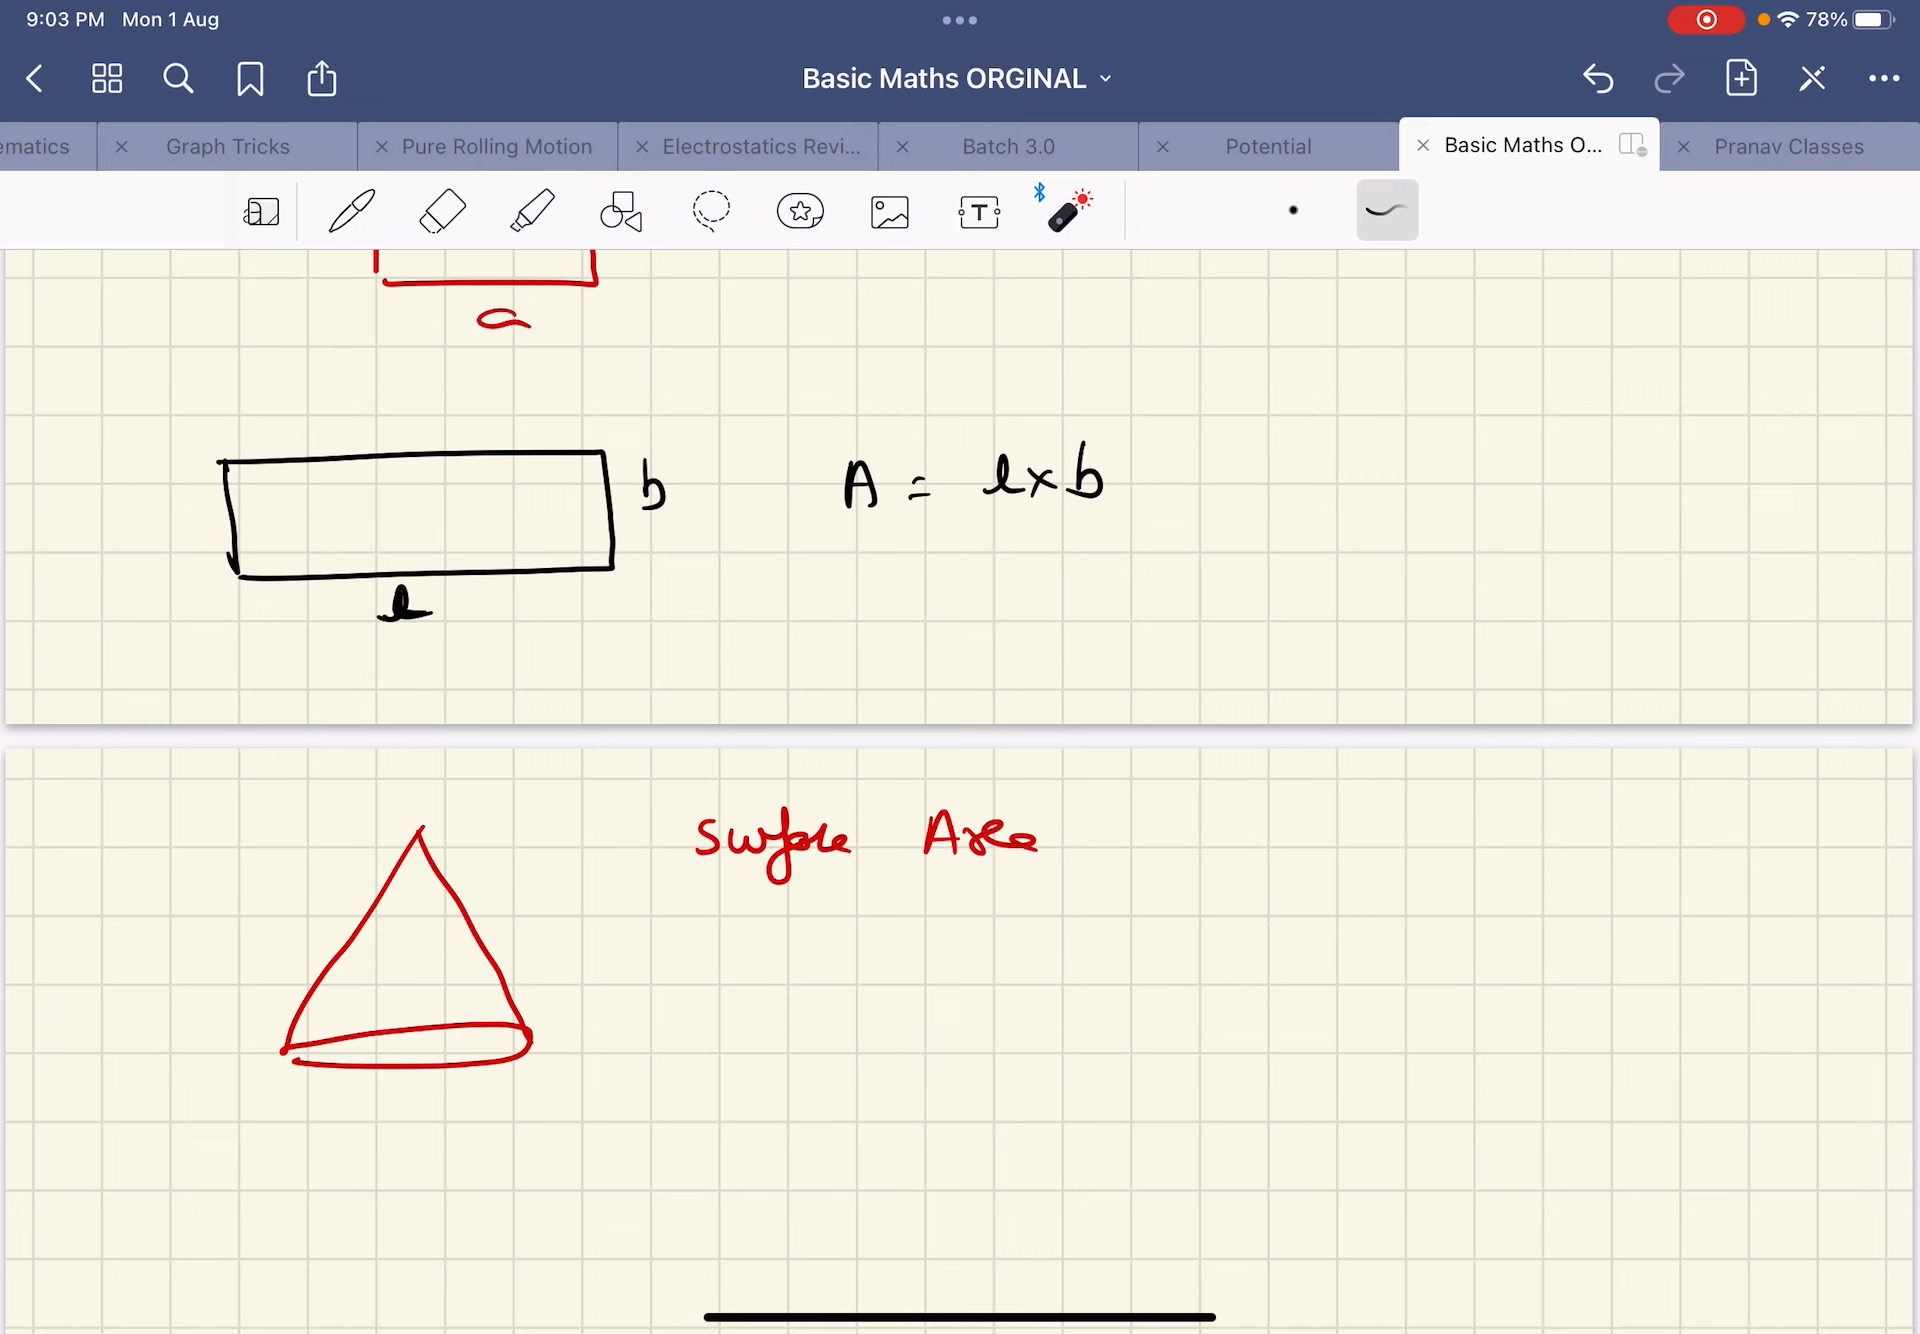 9:03 PM Mon 1 Aug 78%
Basic Maths ORGINAL
ematics Graph Tricks Pure Rolling Motion Electrostatics Revi... Batch 3.0 Potential Basic Maths O... Pranav Classes
a
T
a
b A = l×b
l
Surface Area